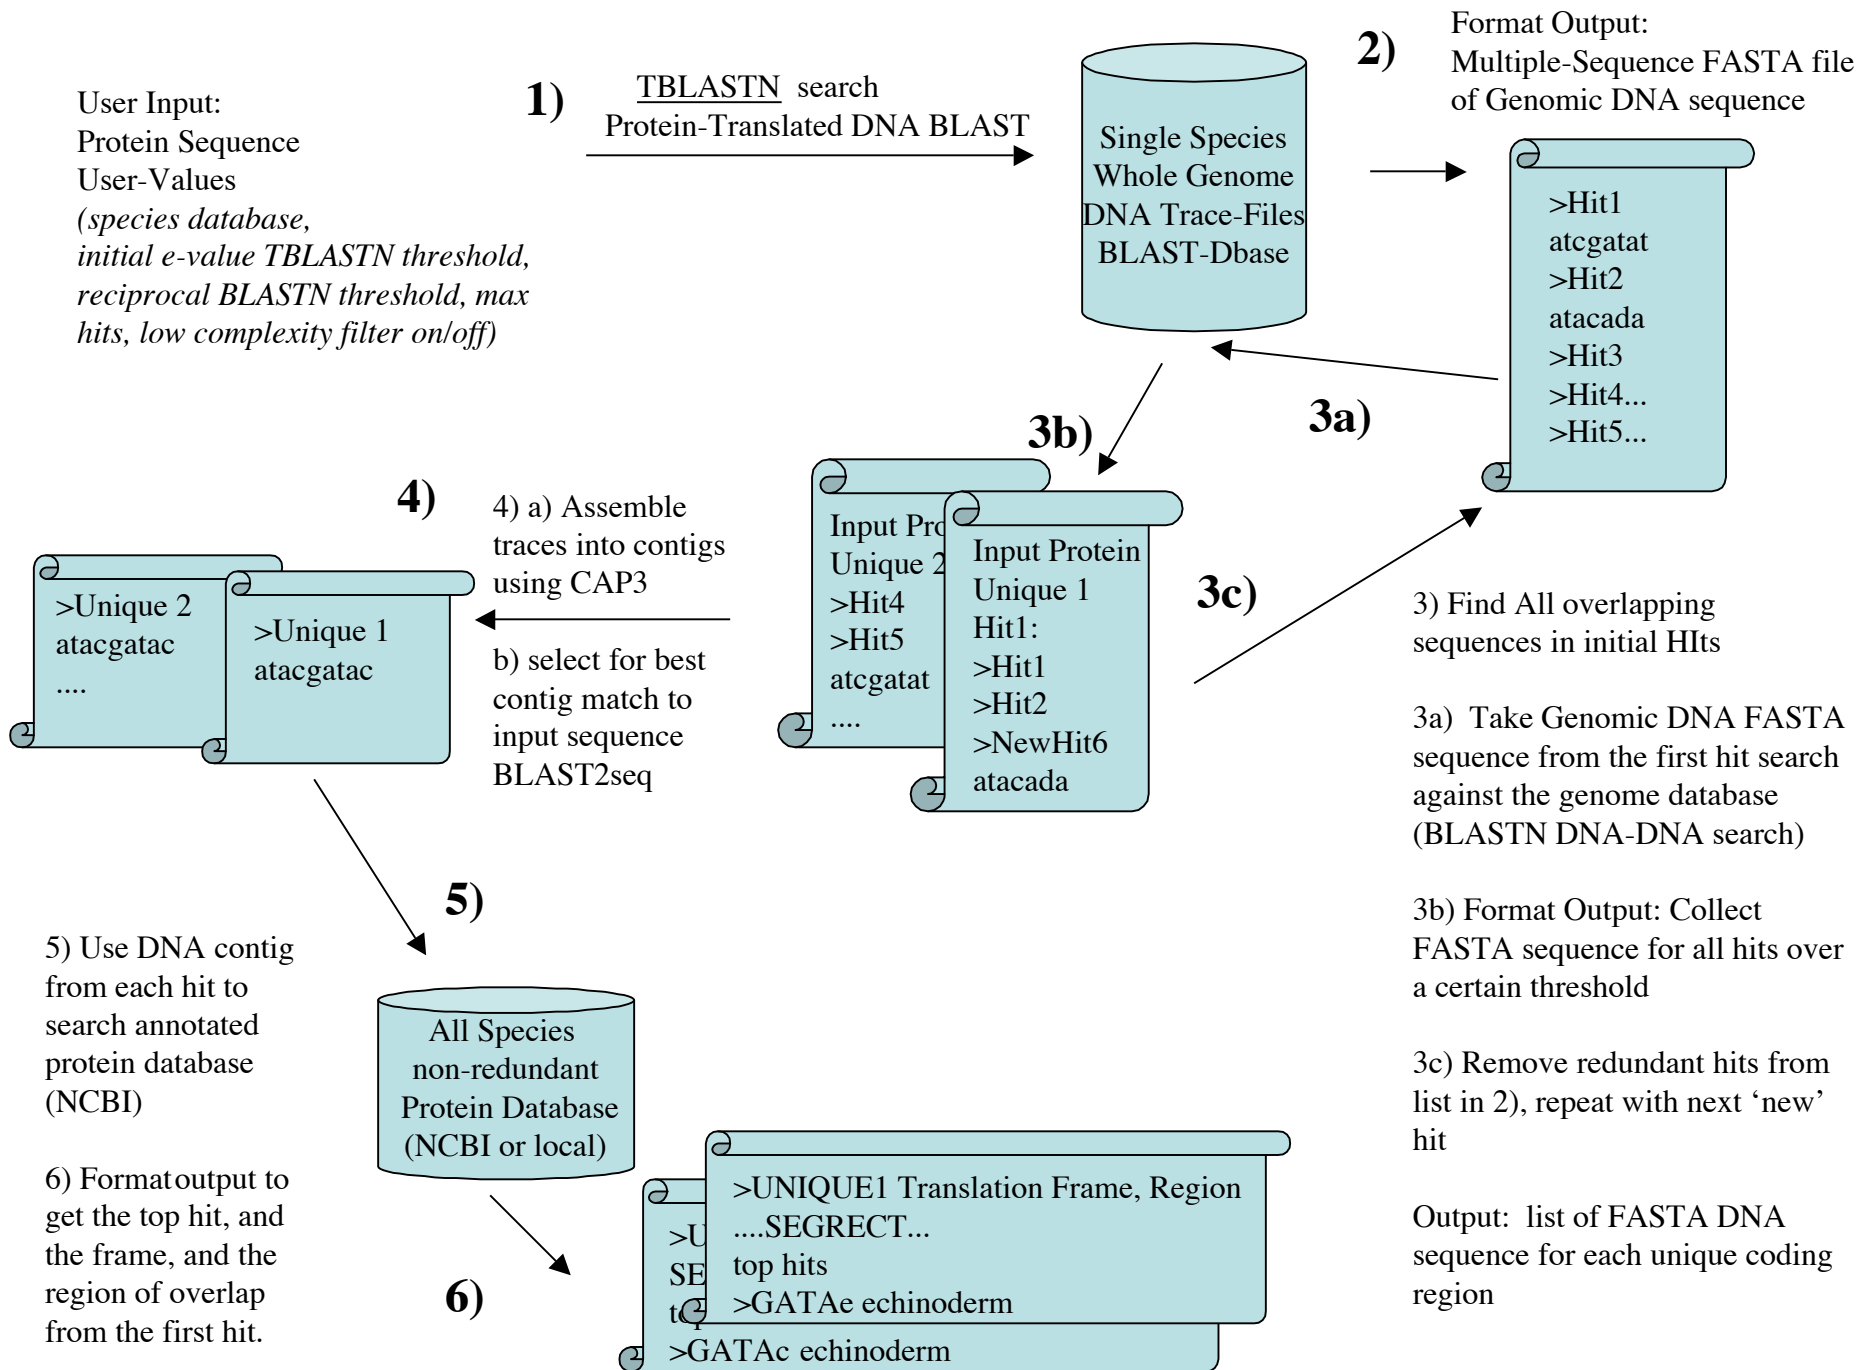 User Input:
Protein Sequence
User-Values
(species database,
initial e-value TBLASTN threshold,
reciprocal BLASTN threshold, max
hits, low complexity filter on/off)
1)
TBLASTN search
Protein-Translated DNA BLAST
Single Species
Whole Genome
DNA Trace-Files
BLAST-Dbase
2)
Format Output:
Multiple-Sequence FASTA file
of Genomic DNA sequence
>Hit1
atcgatat
>Hit2
atacada
>Hit3
>Hit4...
>Hit5...
3a)
3b)
3c)
Input Pro
Unique 2
>Hit4
>Hit5
atcgatat
....
Input Protein
Unique 1
Hit1:
>Hit1
>Hit2
>NewHit6
atacada
4)
4) a) Assemble
traces into contigs
using CAP3
b) select for best
contig match to
input sequence
BLAST2seq
>Unique 2
atacgatac
....
>Unique 1
atacgatac
3) Find All overlapping
sequences in initial HIts
3a) Take Genomic DNA FASTA
sequence from the first hit search
against the genome database
(BLASTN DNA-DNA search)
3b) Format Output: Collect
FASTA sequence for all hits over
a certain threshold
3c) Remove redundant hits from
list in 2), repeat with next ‘new’
hit
Output: list of FASTA DNA
sequence for each unique coding
region
5)
5) Use DNA contig
from each hit to
search annotated
protein database
(NCBI)
All Species
non-redundant
Protein Database
(NCBI or local)
6) Format output to
get the top hit, and
the frame, and the
region of overlap
from the first hit.
6)
>UNIQUE1 Translation Frame, Region
....SEGRECT...
top hits
>GATAe echinoderm
>U
SE
>GATAc echinoderm